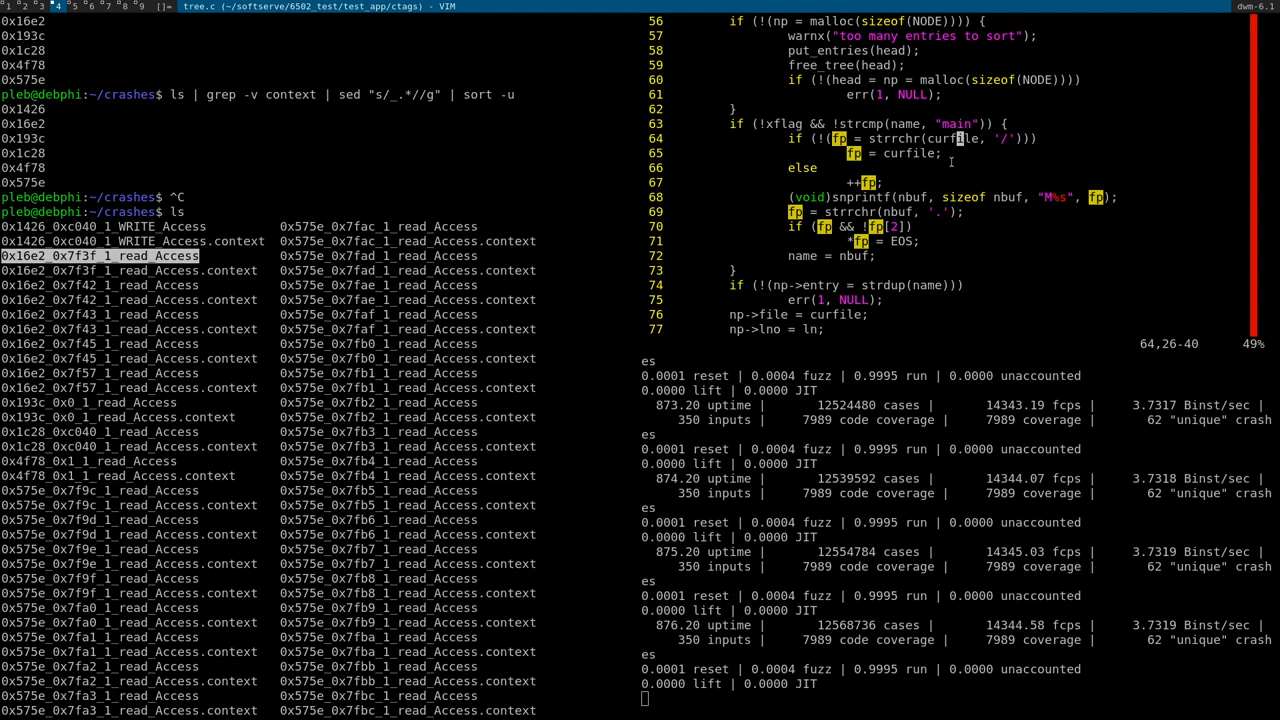 1 2 3 4 5 6 7 8 9 []= tree.c (~/softserve/6502_test/test_app/ctags) - VIM dwm-6.1
0x16e2
0x193c
0x1c28
0x4f78
0x575e
pleb@debphi:~/crashes$ ls | grep -v context | sed "s/_.*//g" | sort -u
0x1426
0x16e2
0x193c
0x1c28
0x4f78
0x575e
pleb@debphi:~/crashes$ ^C
pleb@debphi:~/crashes$ ls
0x1426_0xc040_1_WRITE_Access 0x575e_0x7fac_1_read_Access
0x1426_0xc040_1_WRITE_Access.context 0x575e_0x7fac_1_read_Access.context
0x16e2_0x7f3f_1_read_Access 0x575e_0x7fad_1_read_Access
0x16e2_0x7f3f_1_read_Access.context 0x575e_0x7fad_1_read_Access.context
0x16e2_0x7f42_1_read_Access 0x575e_0x7fae_1_read_Access
0x16e2_0x7f42_1_read_Access.context 0x575e_0x7fae_1_read_Access.context
0x16e2_0x7f43_1_read_Access 0x575e_0x7faf_1_read_Access
0x16e2_0x7f43_1_read_Access.context 0x575e_0x7faf_1_read_Access.context
0x16e2_0x7f45_1_read_Access 0x575e_0x7fb0_1_read_Access
0x16e2_0x7f45_1_read_Access.context 0x575e_0x7fb0_1_read_Access.context
0x16e2_0x7f57_1_read_Access 0x575e_0x7fb1_1_read_Access
0x16e2_0x7f57_1_read_Access.context 0x575e_0x7fb1_1_read_Access.context
0x193c_0x0_1_read_Access 0x575e_0x7fb2_1_read_Access
0x193c_0x0_1_read_Access.context 0x575e_0x7fb2_1_read_Access.context
0x1c28_0xc040_1_read_Access 0x575e_0x7fb3_1_read_Access
0x1c28_0xc040_1_read_Access.context 0x575e_0x7fb3_1_read_Access.context
0x4f78_0x1_1_read_Access 0x575e_0x7fb4_1_read_Access
0x4f78_0x1_1_read_Access.context 0x575e_0x7fb4_1_read_Access.context
0x575e_0x7f9c_1_read_Access 0x575e_0x7fb5_1_read_Access
0x575e_0x7f9c_1_read_Access.context 0x575e_0x7fb5_1_read_Access.context
0x575e_0x7f9d_1_read_Access 0x575e_0x7fb6_1_read_Access
0x575e_0x7f9d_1_read_Access.context 0x575e_0x7fb6_1_read_Access.context
0x575e_0x7f9e_1_read_Access 0x575e_0x7fb7_1_read_Access
0x575e_0x7f9e_1_read_Access.context 0x575e_0x7fb7_1_read_Access.context
0x575e_0x7f9f_1_read_Access 0x575e_0x7fb8_1_read_Access
0x575e_0x7f9f_1_read_Access.context 0x575e_0x7fb8_1_read_Access.context
0x575e_0x7fa0_1_read_Access 0x575e_0x7fb9_1_read_Access
0x575e_0x7fa0_1_read_Access.context 0x575e_0x7fb9_1_read_Access.context
0x575e_0x7fa1_1_read_Access 0x575e_0x7fba_1_read_Access
0x575e_0x7fa1_1_read_Access.context 0x575e_0x7fba_1_read_Access.context
0x575e_0x7fa2_1_read_Access 0x575e_0x7fbb_1_read_Access
0x575e_0x7fa2_1_read_Access.context 0x575e_0x7fbb_1_read_Access.context
0x575e_0x7fa3_1_read_Access 0x575e_0x7fbc_1_read_Access
0x575e_0x7fa3_1_read_Access.context 0x575e_0x7fbc_1_read_Access.context
56 if (!(np = malloc(sizeof(NODE)))) {
57 warnx("too many entries to sort");
58 put_entries(head);
59 free_tree(head);
60 if (!(head = np = malloc(sizeof(NODE))))
61 err(1, NULL);
62 }
63 if (!xflag && !strcmp(name, "main")) {
64 if (!(fp = strrchr(curfile, '/')))
65 fp = curfile;
66 else
67 ++fp;
68 (void)snprintf(nbuf, sizeof nbuf, "M%s", fp);
69 fp = strrchr(nbuf, '.');
70 if (fp && !fp[2])
71 *fp = EOS;
72 name = nbuf;
73 }
74 if (!(np->entry = strdup(name)))
75 err(1, NULL);
76 np->file = curfile;
77 np->lno = ln;
64,26-40 49%
es
0.0001 reset | 0.0004 fuzz | 0.9995 run | 0.0000 unaccounted
0.0000 lift | 0.0000 JIT
873.20 uptime | 12524480 cases | 14343.19 fcps | 3.7317 Binst/sec |
350 inputs | 7989 code coverage | 7989 coverage | 62 "unique" crash
es
0.0001 reset | 0.0004 fuzz | 0.9995 run | 0.0000 unaccounted
0.0000 lift | 0.0000 JIT
874.20 uptime | 12539592 cases | 14344.07 fcps | 3.7318 Binst/sec |
350 inputs | 7989 code coverage | 7989 coverage | 62 "unique" crash
es
0.0001 reset | 0.0004 fuzz | 0.9995 run | 0.0000 unaccounted
0.0000 lift | 0.0000 JIT
875.20 uptime | 12554784 cases | 14345.03 fcps | 3.7319 Binst/sec |
350 inputs | 7989 code coverage | 7989 coverage | 62 "unique" crash
es
0.0001 reset | 0.0004 fuzz | 0.9995 run | 0.0000 unaccounted
0.0000 lift | 0.0000 JIT
876.20 uptime | 12568736 cases | 14344.58 fcps | 3.7319 Binst/sec |
350 inputs | 7989 code coverage | 7989 coverage | 62 "unique" crash
es
0.0001 reset | 0.0004 fuzz | 0.9995 run | 0.0000 unaccounted
0.0000 lift | 0.0000 JIT